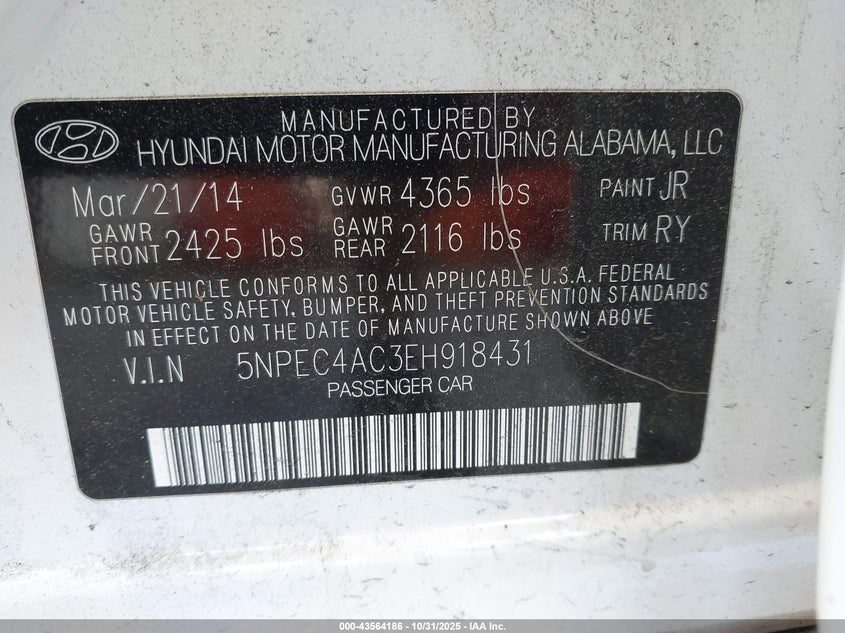 MANUFACTURED BY
HYUNDAI MOTOR MANUFACTURING ALABAMA, LLC
Mar/21/14 GVWR 4365 lbs PAINT JR
GAWR FRONT 2425 lbs GAWR REAR 2116 lbs TRIM RY
THIS VEHICLE CONFORMS TO ALL APPLICABLE U.S.A. FEDERAL
MOTOR VEHICLE SAFETY, BUMPER, AND THEFT PREVENTION STANDARDS
IN EFFECT ON THE DATE OF MANUFACTURE SHOWN ABOVE
V.I.N 5NPEC4AC3EH918431
PASSENGER CAR
000-43564186 - 10/31/2025 - IAA Inc.